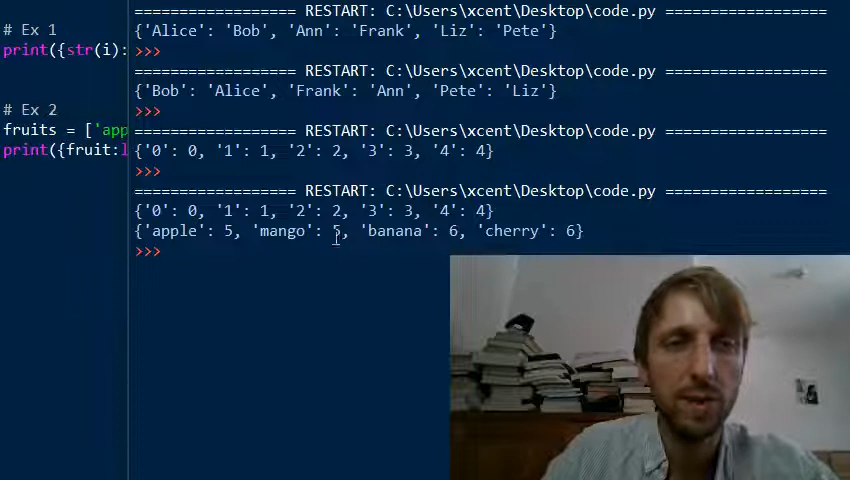 # Ex 1
print({str(i):
# Ex 2
fruits = ['app
print({fruit:l
================== RESTART: C:\Users\xcent\Desktop\code.py ==================
{'Alice': 'Bob', 'Ann': 'Frank', 'Liz': 'Pete'}
>>>
================== RESTART: C:\Users\xcent\Desktop\code.py ==================
{'Bob': 'Alice', 'Frank': 'Ann', 'Pete': 'Liz'}
>>>
================== RESTART: C:\Users\xcent\Desktop\code.py ==================
{'0': 0, '1': 1, '2': 2, '3': 3, '4': 4}
>>>
================== RESTART: C:\Users\xcent\Desktop\code.py ==================
{'0': 0, '1': 1, '2': 2, '3': 3, '4': 4}
{'apple': 5, 'mango': 5, 'banana': 6, 'cherry': 6}
>>>